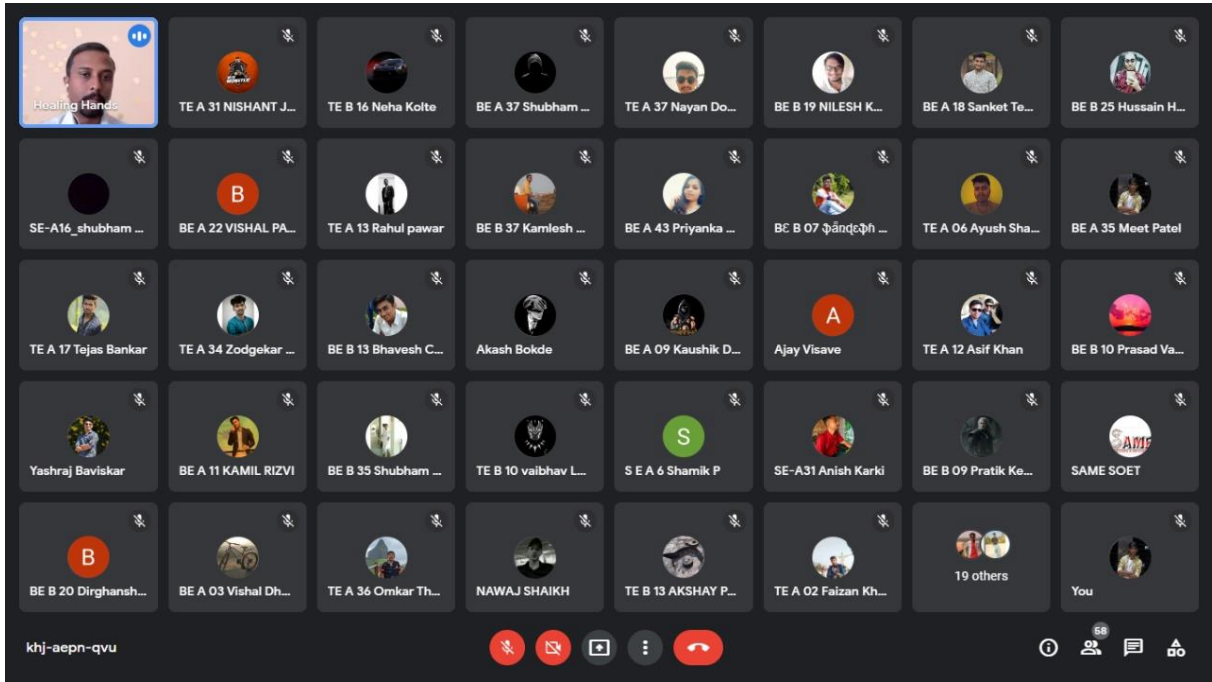 Healing Hands
TE A 31 NISHANT J...
TE B 16 Neha Kolte
BE A 37 Shubham ...
TE A 37 Nayan Do...
BE B 19 NILESH K...
BE A 18 Sanket Te...
BE B 25 Hussain H...
SE-A16_shubham ...
B
BE A 22 VISHAL PA...
TE A 13 Rahul pawar
BE B 37 Kamlesh ...
BE A 43 Priyanka ...
BƐ B 07
TE A 06 Ayush Sha...
BE A 35 Meet Patel
TE A 17 Tejas Bankar
TE A 34 Zodgekar ...
BE B 13 Bhavesh C...
Akash Bokde
BE A 09 Kaushik D...
A
Ajay Visave
TE A 12 Asif Khan
BE B 10 Prasad Va...
Yashraj Baviskar
BE A 11 KAMIL RIZVI
BE B 35 Shubham ...
TE B 10 vaibhav L...
S
S E A 6 Shamik P
SE-A31 Anish Karki
BE B 09 Pratik Ke...
SAME
SAME SOET
B
BE B 20 Dirghansh...
BE A 03 Vishal Dh...
TE A 36 Omkar Th...
NAWAJ SHAIKH
TE B 13 AKSHAY P...
TE A 02 Faizan Kh...
19 others
You
khj-aepn-qvu
58